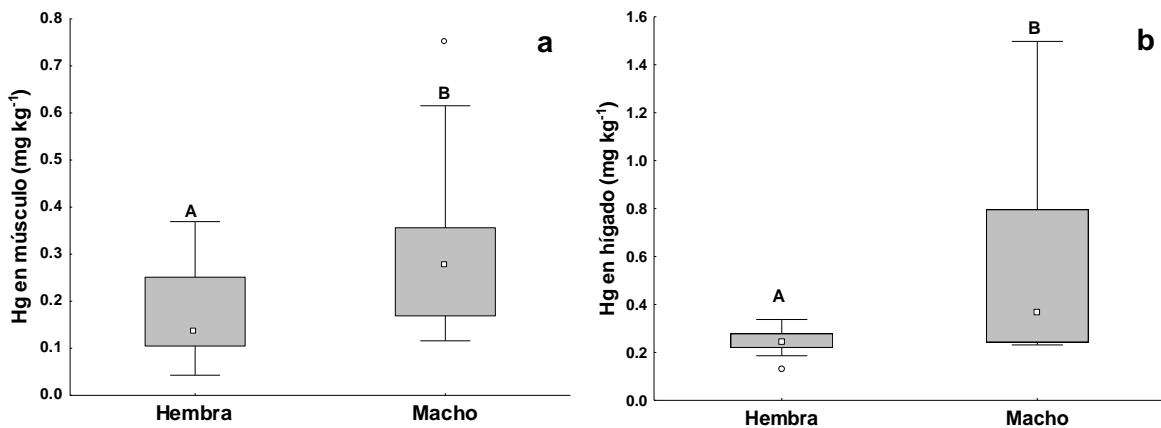 a
Hg en músculo (mg kg-1)
0.8
0.7
0.6
0.5
0.4
0.3
0.2
0.1
0.0
A
B
Hembra
Macho
b
Hg en hígado (mg kg-1)
1.6
1.4
1.2
1.0
0.8
0.6
0.4
0.2
0.0
A
B
Hembra
Macho